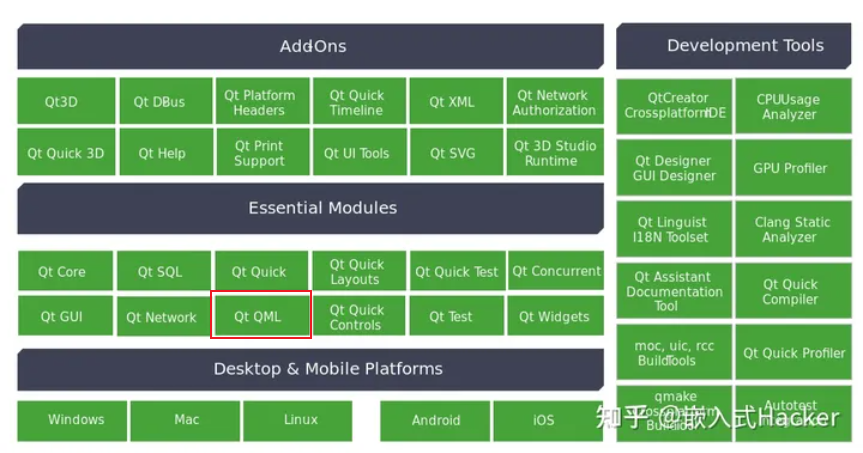 Add-Ons
Qt3D
Qt DBus
Qt Platform
Headers
Qt Quick
Timeline
Qt XML
Qt Network
Authorization
Qt Quick 3D
Qt Help
Qt Print
Support
Qt UI Tools
Qt SVG
Qt 3D Studio
Runtime
Essential Modules
Qt Core
Qt SQL
Qt Quick
Qt Quick
Layouts
Qt Quick Test
Qt Concurrent
Qt GUI
Qt Network
Qt QML
Qt Quick
Controls
Qt Test
Qt Widgets
Desktop & Mobile Platforms
Windows
Mac
Linux
Android
iOS
Development Tools
QtCreator
CrossplatformIDE
CPUUsage
Analyzer
Qt Designer
GUI Designer
GPU Profiler
Qt Linguist
I18N Toolset
Clang Static
Analyzer
Qt Assistant
Documentation
Tool
Qt Quick
Compiler
moc, uic, rcc
BuildTools
Qt Quick Profiler
qmake
Autotest
知乎 @嵌入式Hacker